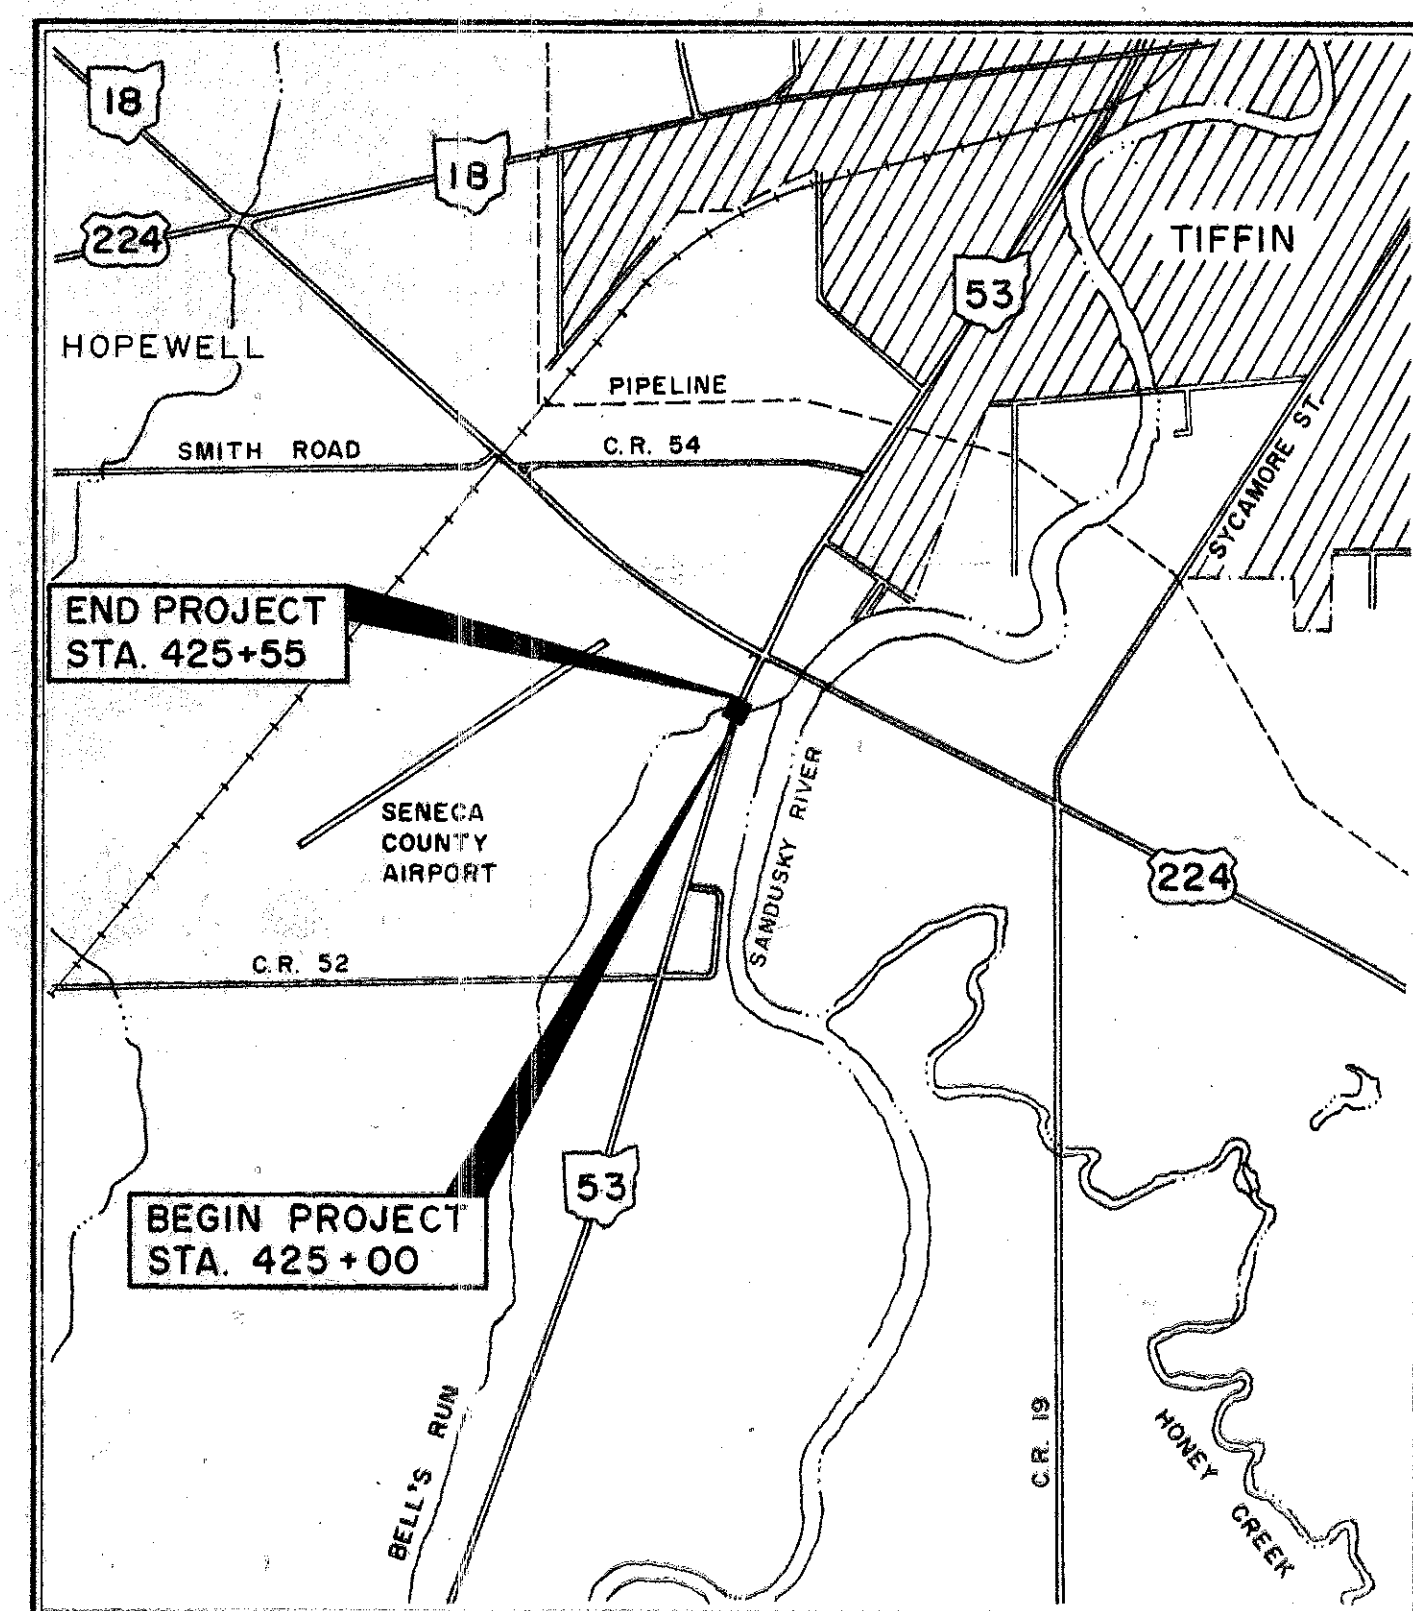 18
18
224
TIFFIN
53
HOPEWELL
PIPELINE
SMITH ROAD
C.R. 54
SYCAMORE ST.
END PROJECT
STA. 425+55
SENECA
COUNTY
AIRPORT
SANDUSKY RIVER
224
C.R. 52
53
BEGIN PROJECT
STA. 425+00
BELL'S RUN
C.R. 19
HONEY CREEK